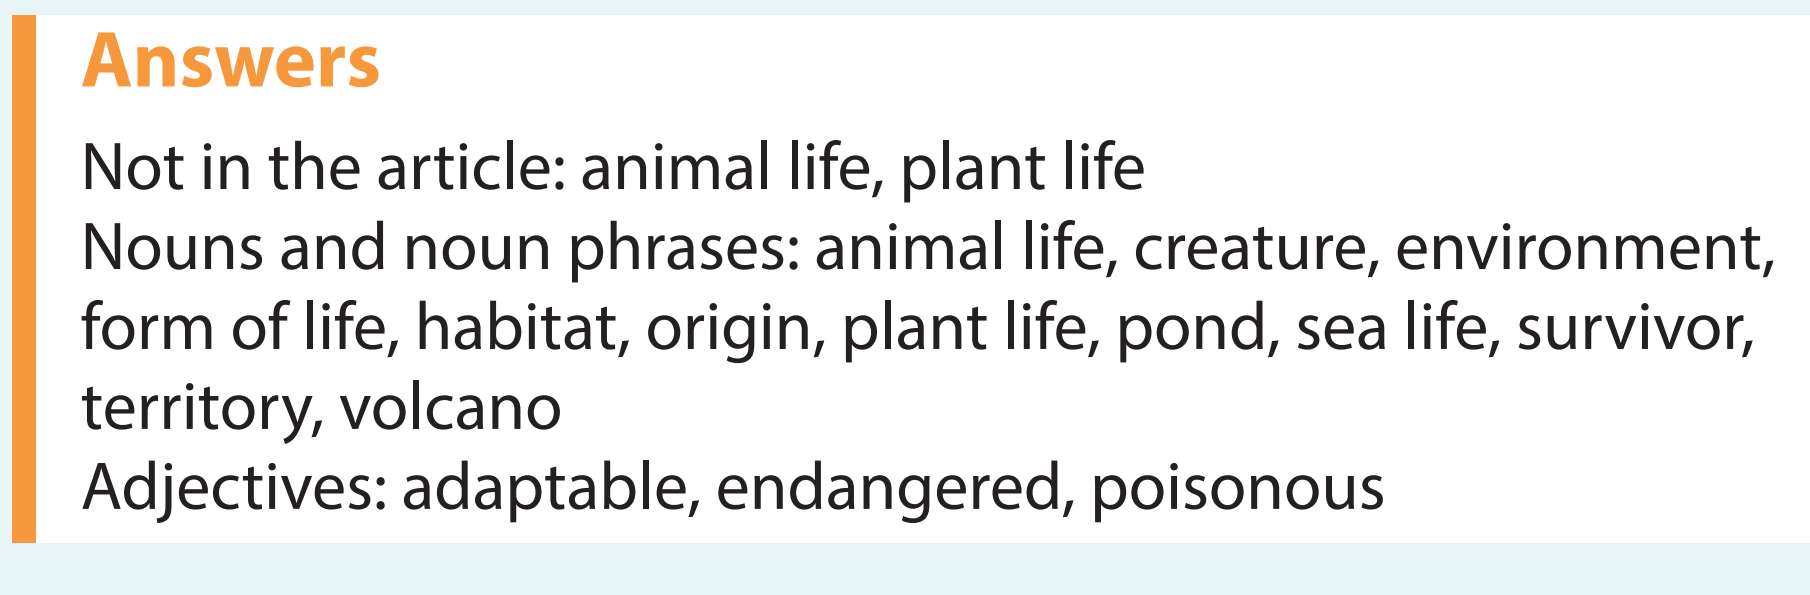 Answers
Not in the article: animal life, plant life
Nouns and noun phrases: animal life, creature, environment,
form of life, habitat, origin, plant life, pond, sea life, survivor,
territory, volcano
Adjectives: adaptable, endangered, poisonous